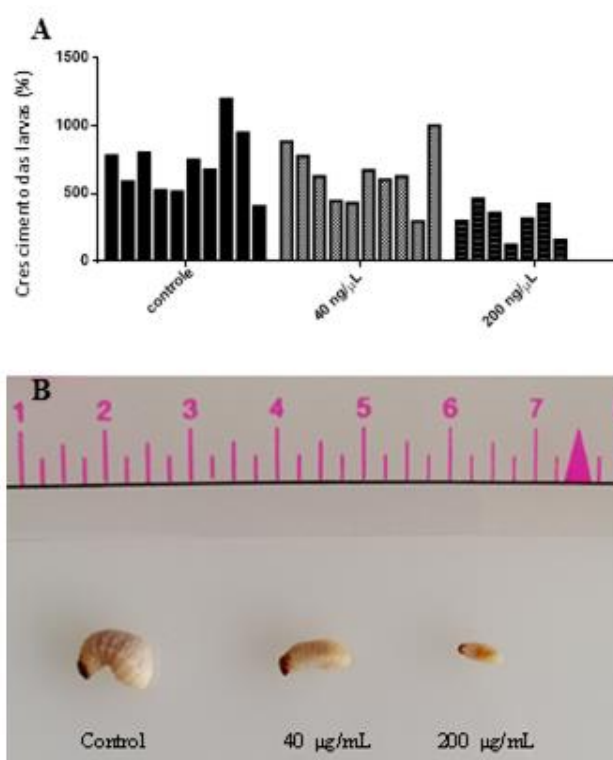 A
Crescimento das larvas (%)
1500
1000
500
0
controle
40 ng/µL
200 ng/µL
B
1 2 3 4 5 6 7
Control 40 µg/mL 200 µg/mL